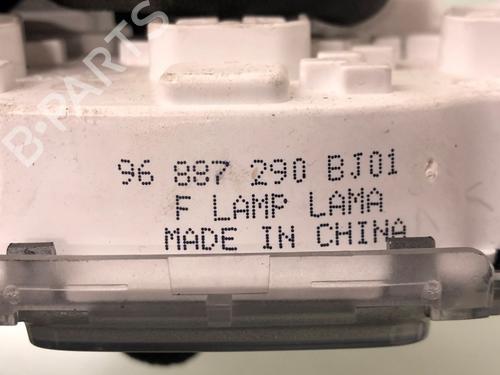 B-PARTS
96 887 290 BJ01
F LAMP LAMA
MADE IN CHINA